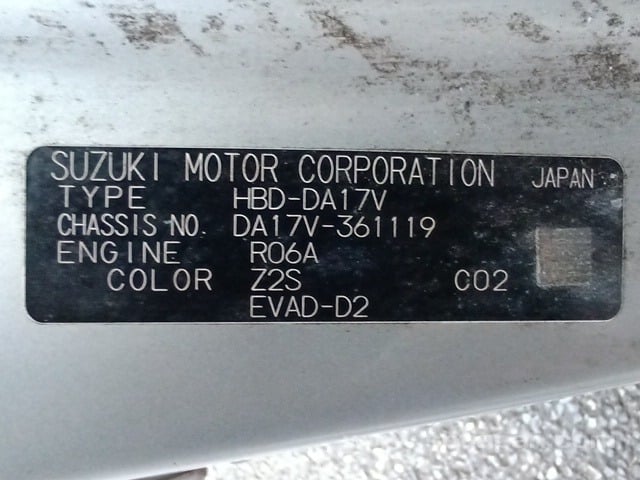 SUZUKI MOTOR CORPORATION JAPAN
TYPE HBD-DA17V
CHASSIS NO. DA17V-361119
ENGINE R06A
COLOR Z2S C02
EVAD-D2